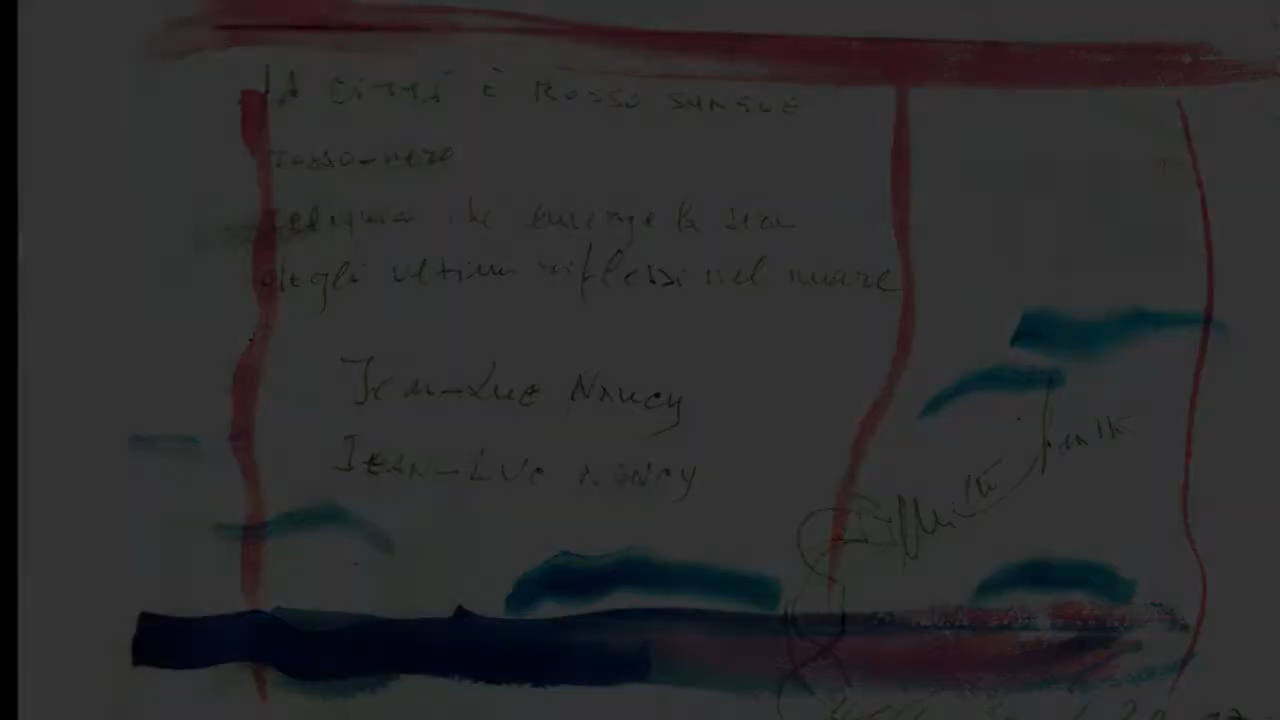 LA CITTÀ È ROSSO SANGUE
rosso-nero
reliquia che emerge la sera
degli ultimi riflessi nel mare
Jean-Luc Nancy
JEAN-LUC NANCY